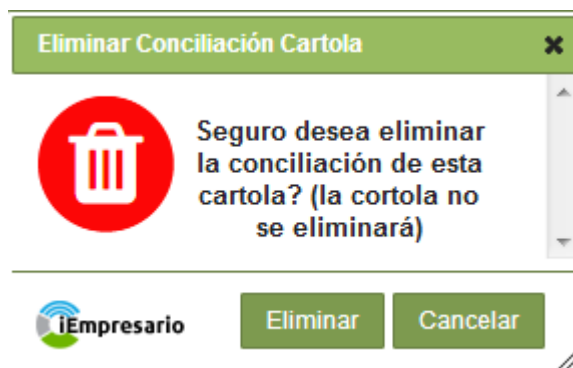 Eliminar Conciliación Cartola
Seguro desea eliminar
la conciliación de esta
cartola? (la cortola no
se eliminará)
iEmpresario
Eliminar
Cancelar